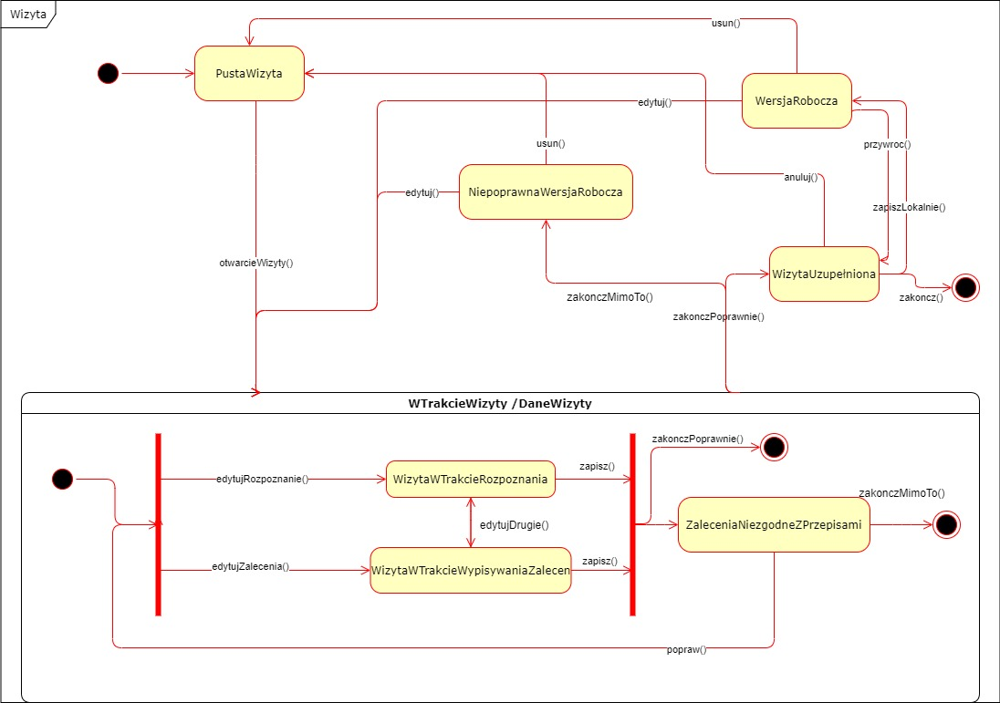 Wizyta
usun()
PustaWizyta
WersjaRobocza
edytuj()
przywroc()
usun()
anuluj()
NiepoprawnaWersjaRobocza
edytuj()
zapiszLokalnie()
otwarcieWizyty()
WizytaUzupełniona
zakonczMimoTo()
zakoncz()
zakonczPoprawnie()
WTrakcieWizyty /DaneWizyty
zakonczPoprawnie()
zapisz()
edytujRozpoznanie()
WizytaWTrakcieRozpoznania
zakonczMimoTo()
edytujDrugie()
ZaleceniaNiezgodneZPrzepisami
zapisz()
edytujZalecenia()
WizytaWTrakcieWypisywaniaZalecen
popraw()